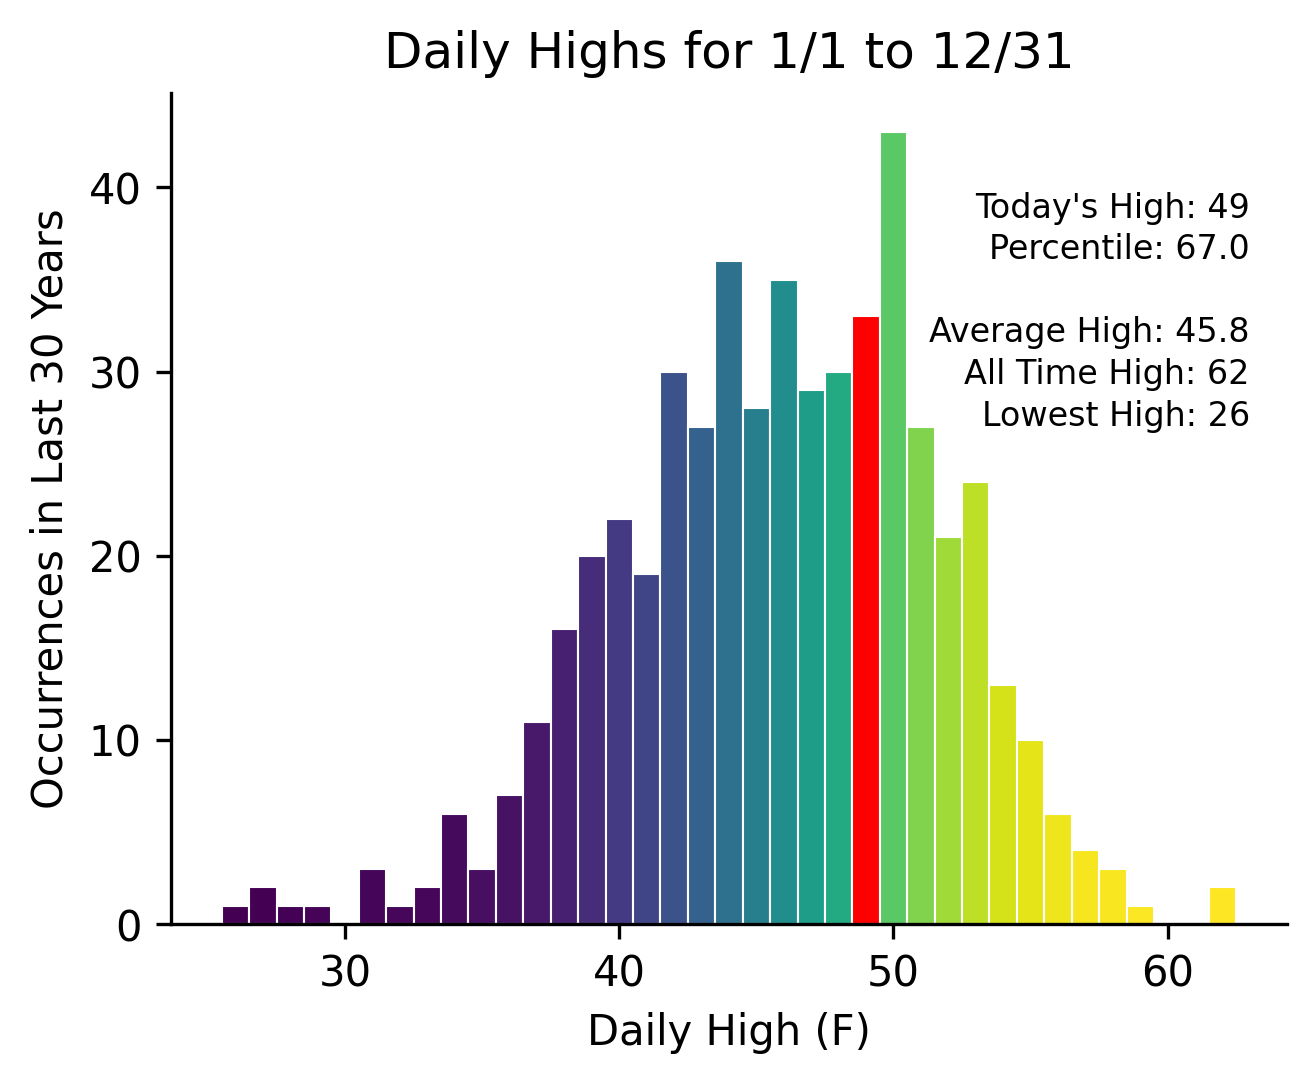 Daily Highs for 1/1 to 12/31
Occurrences in Last 30 Years
40
30
20
10
0
Today's High: 49
Percentile: 67.0
Average High: 45.8
All Time High: 62
Lowest High: 26
30
40
50
60
Daily High (F)